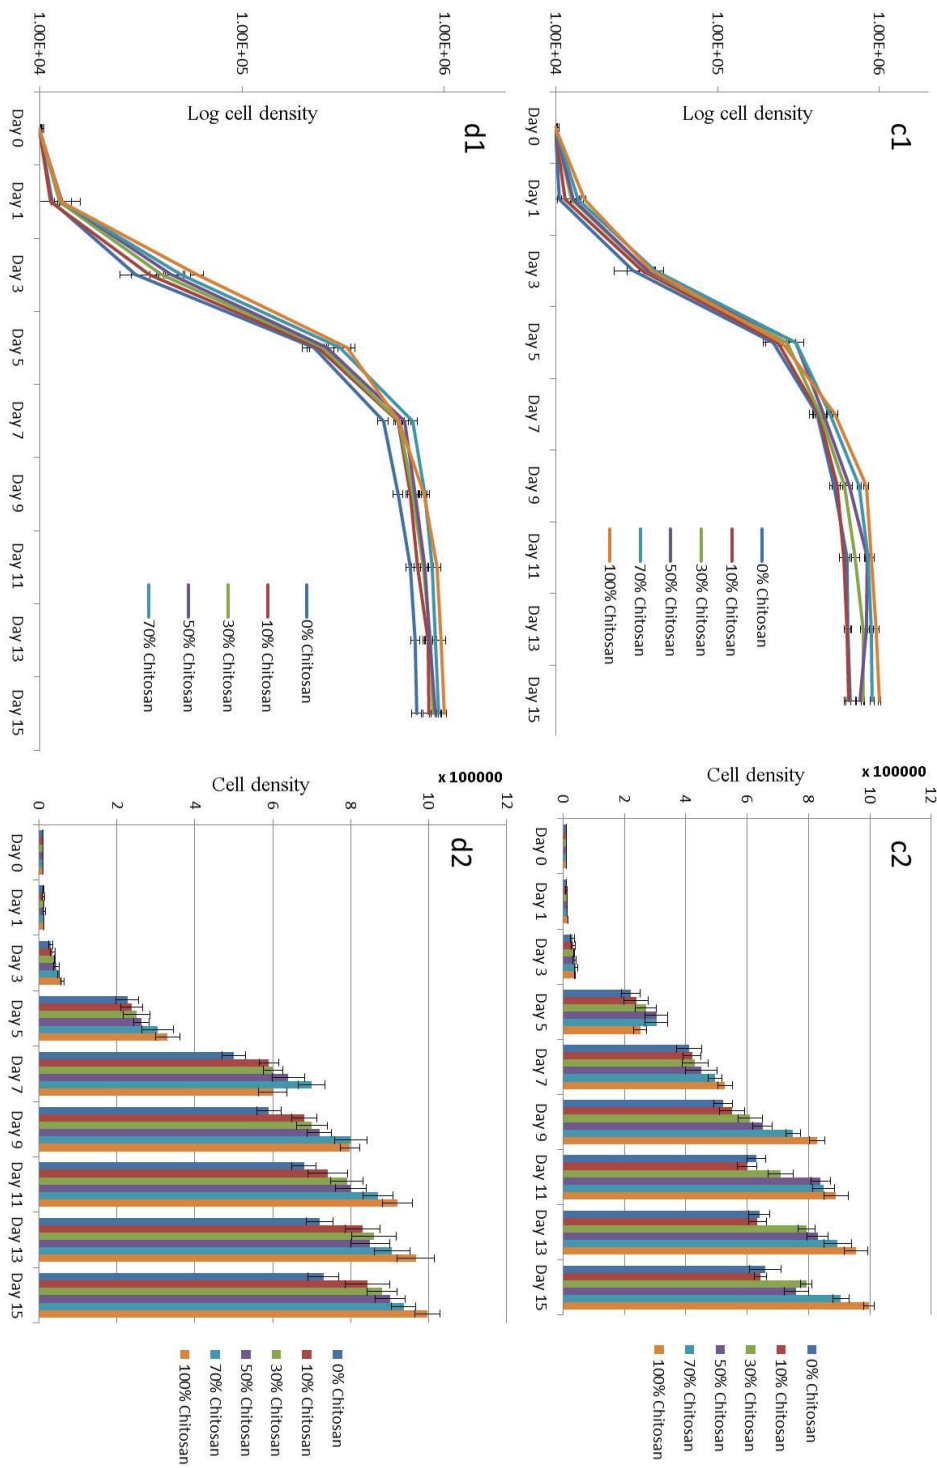 c1
Log cell density
1.00E+06
1.00E+05
1.00E+04
Day 0
Day 1
Day 3
Day 5
Day 7
Day 9
Day 11
Day 13
Day 15
0% Chitosan
10% Chitosan
30% Chitosan
50% Chitosan
70% Chitosan
100% Chitosan
c2
x 100000
Cell density
12
10
8
6
4
2
0
Day 0
Day 1
Day 3
Day 5
Day 7
Day 9
Day 11
Day 13
Day 15
0% Chitosan
10% Chitosan
30% Chitosan
50% Chitosan
70% Chitosan
100% Chitosan
d1
Log cell density
1.00E+06
1.00E+05
1.00E+04
Day 0
Day 1
Day 3
Day 5
Day 7
Day 9
Day 11
Day 13
Day 15
0% Chitosan
10% Chitosan
30% Chitosan
50% Chitosan
70% Chitosan
d2
x 100000
Cell density
12
10
8
6
4
2
0
Day 0
Day 1
Day 3
Day 5
Day 7
Day 9
Day 11
Day 13
Day 15
0% Chitosan
10% Chitosan
30% Chitosan
50% Chitosan
70% Chitosan
100% Chitosan